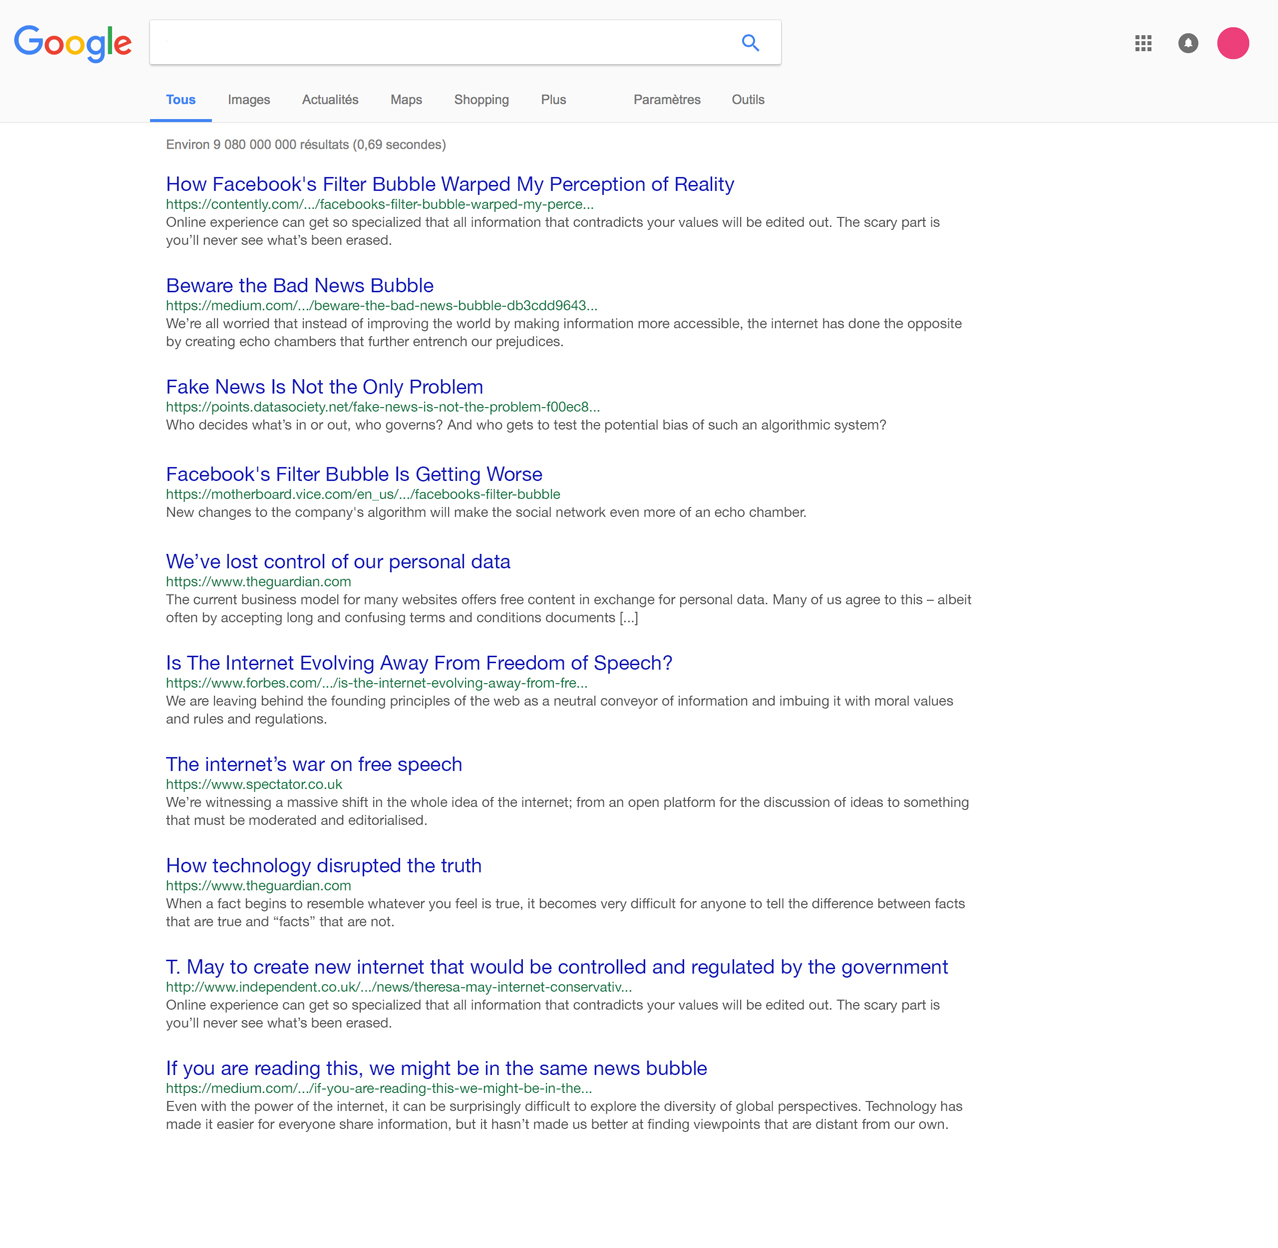 Google
Tous Images Actualités Maps Shopping Plus Paramètres Outils
Environ 9 080 000 000 résultats (0,69 secondes)
How Facebook's Filter Bubble Warped My Perception of Reality
https://contently.com/.../facebooks-filter-bubble-warped-my-perce...
Online experience can get so specialized that all information that contradicts your values will be edited out. The scary part is
you’ll never see what’s been erased.
Beware the Bad News Bubble
https://medium.com/.../beware-the-bad-news-bubble-db3cdd9643...
We’re all worried that instead of improving the world by making information more accessible, the internet has done the opposite
by creating echo chambers that further entrench our prejudices.
Fake News Is Not the Only Problem
https://points.datasociety.net/fake-news-is-not-the-problem-f00ec8...
Who decides what’s in or out, who governs? And who gets to test the potential bias of such an algorithmic system?
Facebook's Filter Bubble Is Getting Worse
https://motherboard.vice.com/en_us/.../facebooks-filter-bubble
New changes to the company's algorithm will make the social network even more of an echo chamber.
We’ve lost control of our personal data
https://www.theguardian.com
The current business model for many websites offers free content in exchange for personal data. Many of us agree to this – albeit
often by accepting long and confusing terms and conditions documents [...]
Is The Internet Evolving Away From Freedom of Speech?
https://www.forbes.com/.../is-the-internet-evolving-away-from-fre...
We are leaving behind the founding principles of the web as a neutral conveyor of information and imbuing it with moral values
and rules and regulations.
The internet’s war on free speech
https://www.spectator.co.uk
We’re witnessing a massive shift in the whole idea of the internet; from an open platform for the discussion of ideas to something
that must be moderated and editorialised.
How technology disrupted the truth
https://www.theguardian.com
When a fact begins to resemble whatever you feel is true, it becomes very difficult for anyone to tell the difference between facts
that are true and “facts” that are not.
T. May to create new internet that would be controlled and regulated by the government
http://www.independent.co.uk/.../news/theresa-may-internet-conservativ...
Online experience can get so specialized that all information that contradicts your values will be edited out. The scary part is
you’ll never see what’s been erased.
If you are reading this, we might be in the same news bubble
https://medium.com/.../if-you-are-reading-this-we-might-be-in-the...
Even with the power of the internet, it can be surprisingly difficult to explore the diversity of global perspectives. Technology has
made it easier for everyone share information, but it hasn’t made us better at finding viewpoints that are distant from our own.